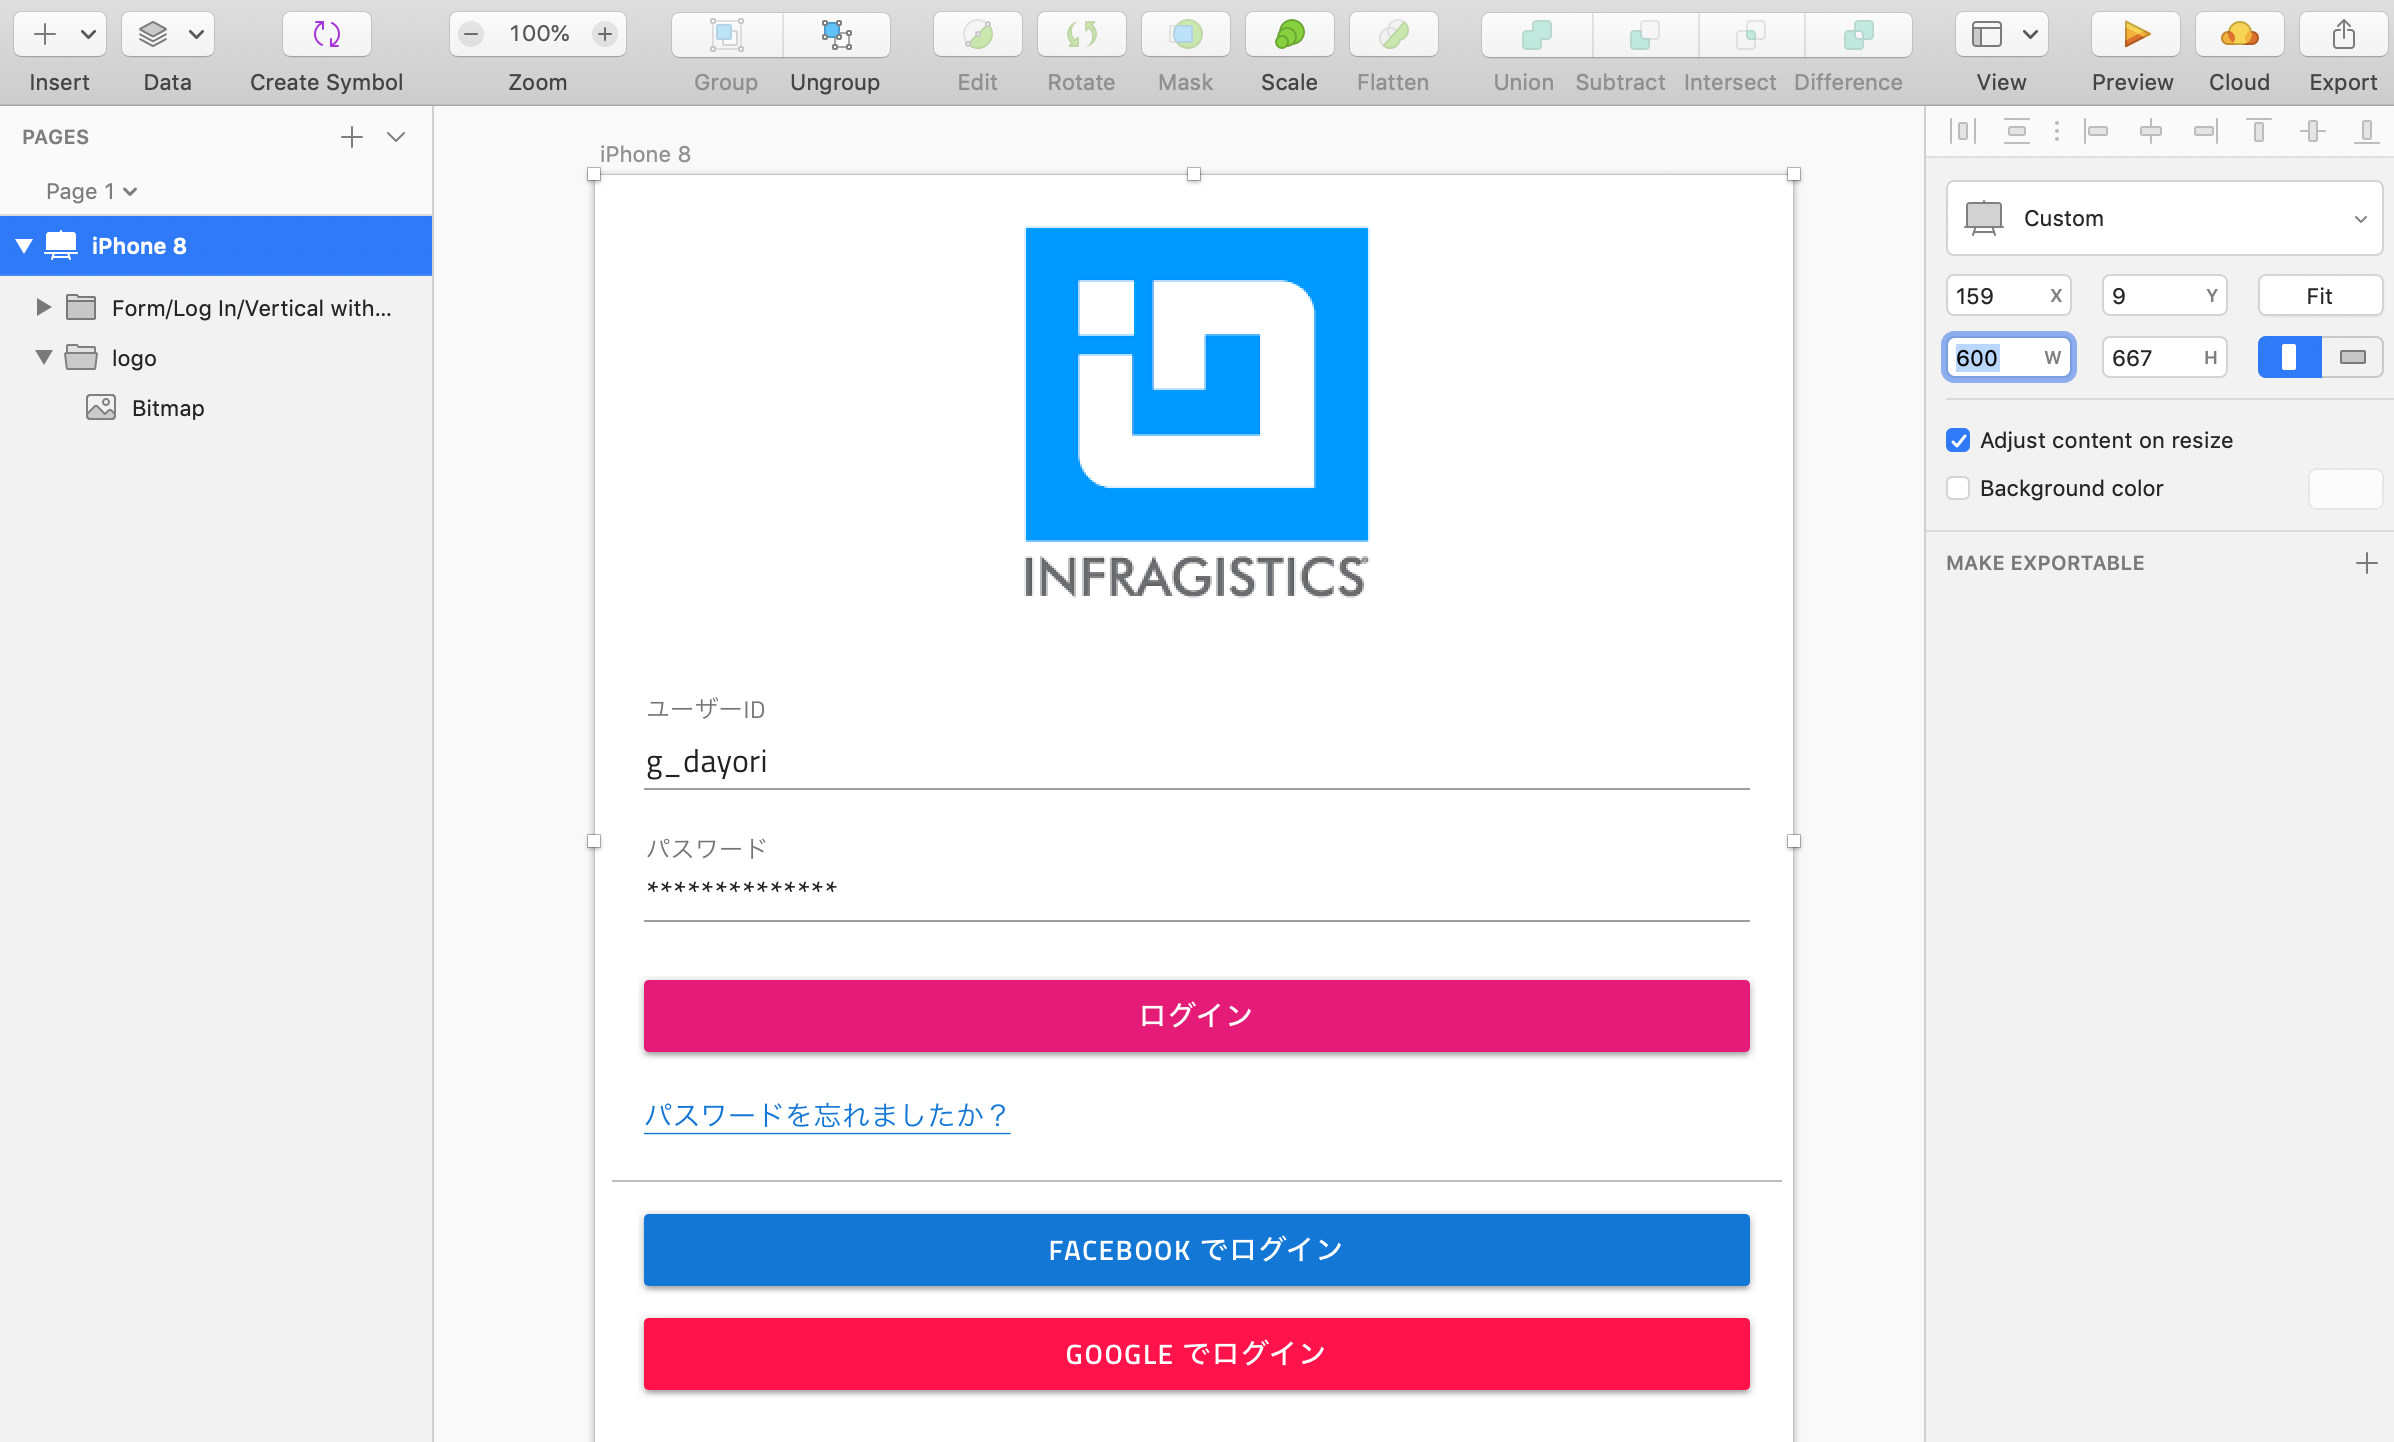 100%
Insert
Data
Create Symbol
Zoom
Group
Ungroup
Edit
Rotate
Mask
Scale
Flatten
Union
Subtract
Intersect
Difference
View
Preview
Cloud
Export
PAGES
Page 1
iPhone 8
Form/Log In/Vertical with...
logo
Bitmap
iPhone 8
INFRAGISTICS®
ユーザーID
g_dayori
パスワード
**************
ログイン
パスワードを忘れましたか？
FACEBOOK でログイン
GOOGLE でログイン
Custom
159 X
9 Y
Fit
600 W
667 H
Adjust content on resize
Background color
MAKE EXPORTABLE